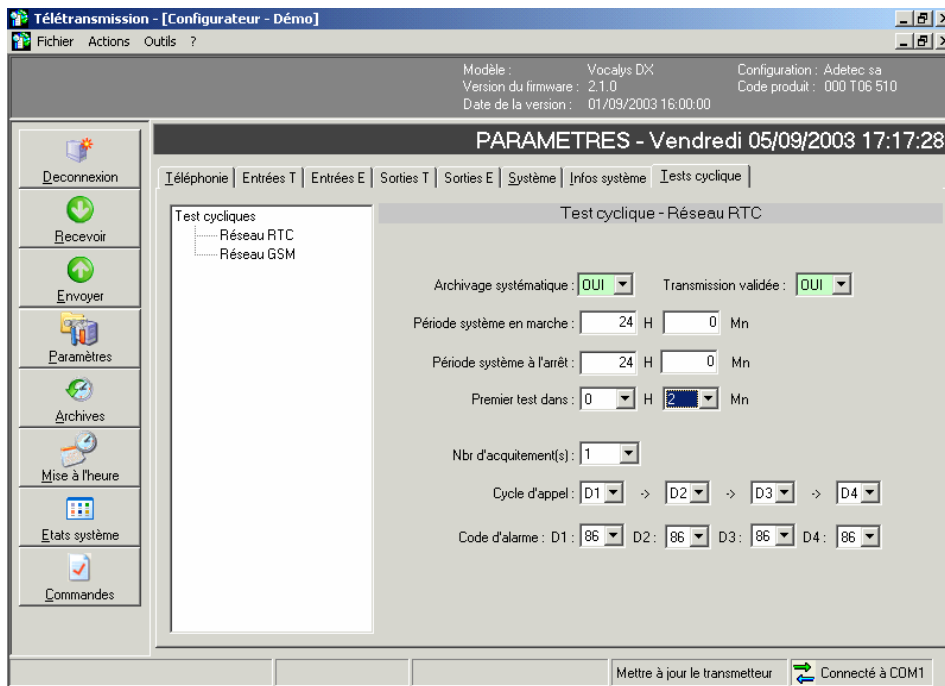 Télétransmission - [Configurateur - Démo]
Fichier Actions Outils ?
Modèle : Vocalys DX Configuration : Adetec sa
Version du firmware : 2.1.0 Code produit : 000 T06 510
Date de la version : 01/09/2003 16:00:00
PARAMETRES - Vendredi 05/09/2003 17:17:28
Deconnexion
Recevoir
Envoyer
Paramètres
Archives
Mise à l'heure
Etats système
Commandes
Téléphonie Entrées T Entrées E Sorties T Sorties E Système Infos système Tests cyclique
Test cycliques
Réseau RTC
Réseau GSM
Test cyclique - Réseau RTC
Archivage systématique : OUI Transmission validée : OUI
Période système en marche : 24 H 0 Mn
Période système à l'arrêt : 24 H 0 Mn
Premier test dans : 0 H 2 Mn
Nbr d'acquitement(s) : 1
Cycle d'appel : D1 -> D2 -> D3 -> D4
Code d'alarme : D1 : 86 D2 : 86 D3 : 86 D4 : 86
Mettre à jour le transmetteur Connecté à COM1